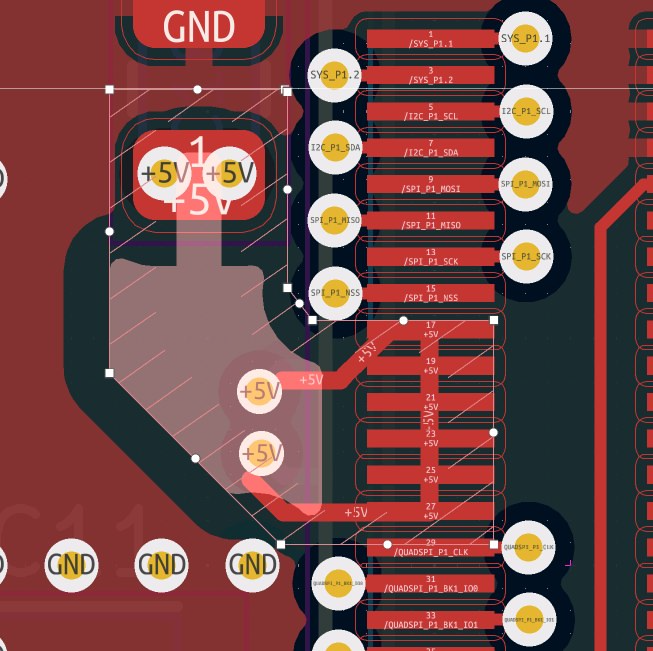 GND
1
/SYS_P1.1
SYS_P1.1
3
/SYS_P1.2
SYS_P1.2
5
/I2C_P1_SCL
I2C_P1_SCL
7
/I2C_P1_SDA
I2C_P1_SDA
1
+5V
+5V
+5V
9
/SPI_P1_MOSI
SPI_P1_MOSI
11
/SPI_P1_MISO
SPI_P1_MISO
13
/SPI_P1_SCK
SPI_P1_SCK
15
/SPI_P1_NSS
SPI_P1_NSS
17
+5V
+5V
19
+5V
+5V
+5V
21
+5V
+5V
23
+5V
+5V
25
+5V
27
+5V
+5V
C11
29
/QUADSPI_P1_CLK
QUADSPI_P1_CLK
GND
GND
GND
31
/QUADSPI_P1_BK1_IO0
QUADSPI_P1_BK1_IO0
33
/QUADSPI_P1_BK1_IO1
QUADSPI_P1_BK1_IO1